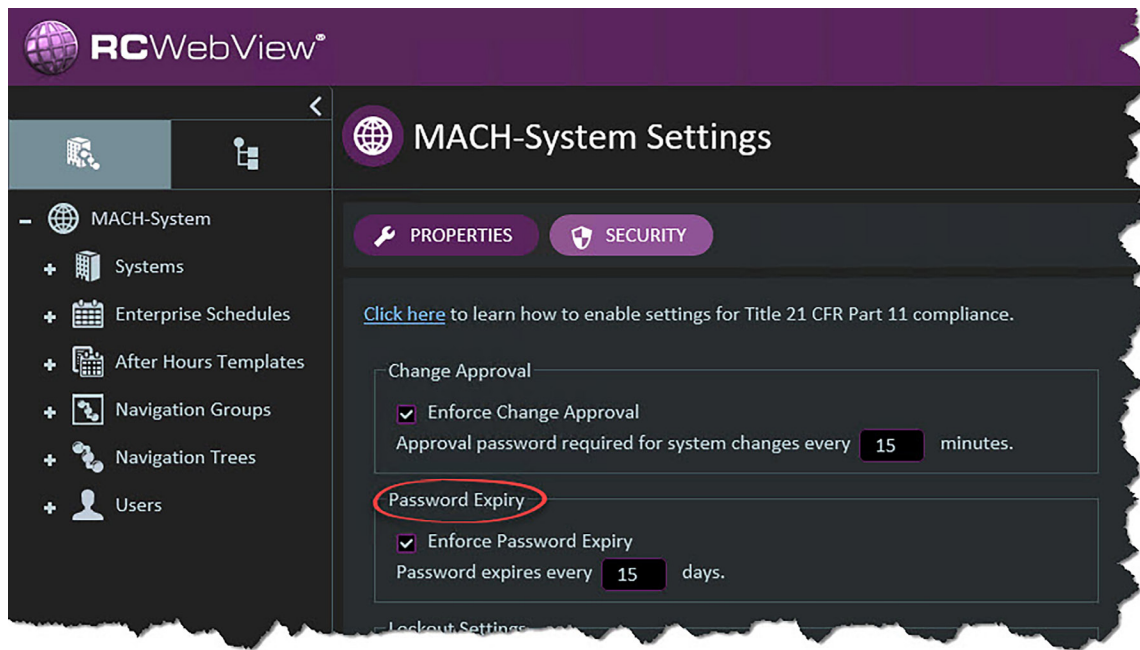 RCWebView®
MACH-System Settings
MACH-System
Systems
Enterprise Schedules
After Hours Templates
Navigation Groups
Navigation Trees
Users
PROPERTIES
SECURITY
Click here to learn how to enable settings for Title 21 CFR Part 11 compliance.
Change Approval
Enforce Change Approval
Approval password required for system changes every 15 minutes.
Password Expiry
Enforce Password Expiry
Password expires every 15 days.
Lockout Settings